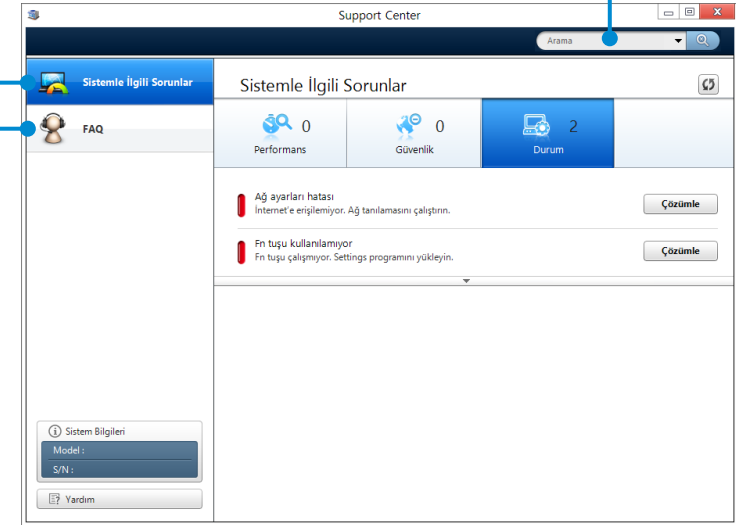 Support Center
Arama
Sistemle İlgili Sorunlar
FAQ
Sistemle İlgili Sorunlar
0
Performans
0
Güvenlik
2
Durum
Ağ ayarları hatası
İnternet'e erişilemiyor. Ağ tanılamasını çalıştırın.
Çözümle
Fn tuşu kullanılamıyor
Fn tuşu çalışmıyor. Settings programını yükleyin.
Çözümle
Sistem Bilgileri
Model :
S/N :
Yardım